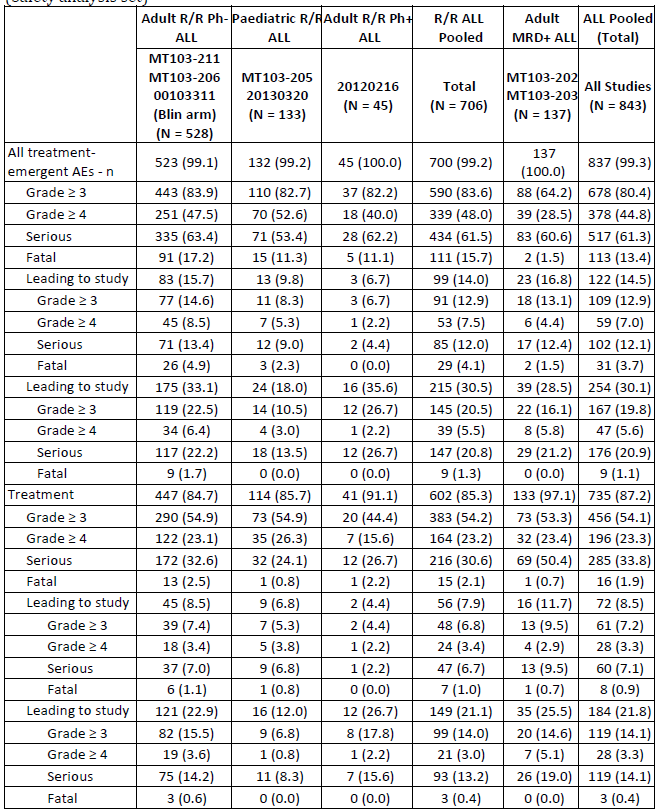 (Safety analysis set)
Adult R/R Ph- ALL Paediatric R/R ALL Adult R/R Ph+ ALL R/R ALL Pooled Adult MRD+ ALL ALL Pooled (Total)
MT103-211 MT103-206 00103311 (Blin arm) (N = 528) MT103-205 20130320 (N = 133) 20120216 (N = 45) Total (N = 706) MT103-202 MT103-203 (N = 137) All Studies (N = 843)
All treatment-emergent AEs - n 523 (99.1) 132 (99.2) 45 (100.0) 700 (99.2) 137 (100.0) 837 (99.3)
Grade ≥ 3 443 (83.9) 110 (82.7) 37 (82.2) 590 (83.6) 88 (64.2) 678 (80.4)
Grade ≥ 4 251 (47.5) 70 (52.6) 18 (40.0) 339 (48.0) 39 (28.5) 378 (44.8)
Serious 335 (63.4) 71 (53.4) 28 (62.2) 434 (61.5) 83 (60.6) 517 (61.3)
Fatal 91 (17.2) 15 (11.3) 5 (11.1) 111 (15.7) 2 (1.5) 113 (13.4)
Leading to study 83 (15.7) 13 (9.8) 3 (6.7) 99 (14.0) 23 (16.8) 122 (14.5)
Grade ≥ 3 77 (14.6) 11 (8.3) 3 (6.7) 91 (12.9) 18 (13.1) 109 (12.9)
Grade ≥ 4 45 (8.5) 7 (5.3) 1 (2.2) 53 (7.5) 6 (4.4) 59 (7.0)
Serious 71 (13.4) 12 (9.0) 2 (4.4) 85 (12.0) 17 (12.4) 102 (12.1)
Fatal 26 (4.9) 3 (2.3) 0 (0.0) 29 (4.1) 2 (1.5) 31 (3.7)
Leading to study 175 (33.1) 24 (18.0) 16 (35.6) 215 (30.5) 39 (28.5) 254 (30.1)
Grade ≥ 3 119 (22.5) 14 (10.5) 12 (26.7) 145 (20.5) 22 (16.1) 167 (19.8)
Grade ≥ 4 34 (6.4) 4 (3.0) 1 (2.2) 39 (5.5) 8 (5.8) 47 (5.6)
Serious 117 (22.2) 18 (13.5) 12 (26.7) 147 (20.8) 29 (21.2) 176 (20.9)
Fatal 9 (1.7) 0 (0.0) 0 (0.0) 9 (1.3) 0 (0.0) 9 (1.1)
Treatment 447 (84.7) 114 (85.7) 41 (91.1) 602 (85.3) 133 (97.1) 735 (87.2)
Grade ≥ 3 290 (54.9) 73 (54.9) 20 (44.4) 383 (54.2) 73 (53.3) 456 (54.1)
Grade ≥ 4 122 (23.1) 35 (26.3) 7 (15.6) 164 (23.2) 32 (23.4) 196 (23.3)
Serious 172 (32.6) 32 (24.1) 12 (26.7) 216 (30.6) 69 (50.4) 285 (33.8)
Fatal 13 (2.5) 1 (0.8) 1 (2.2) 15 (2.1) 1 (0.7) 16 (1.9)
Leading to study 45 (8.5) 9 (6.8) 2 (4.4) 56 (7.9) 16 (11.7) 72 (8.5)
Grade ≥ 3 39 (7.4) 7 (5.3) 2 (4.4) 48 (6.8) 13 (9.5) 61 (7.2)
Grade ≥ 4 18 (3.4) 5 (3.8) 1 (2.2) 24 (3.4) 4 (2.9) 28 (3.3)
Serious 37 (7.0) 9 (6.8) 1 (2.2) 47 (6.7) 13 (9.5) 60 (7.1)
Fatal 6 (1.1) 1 (0.8) 0 (0.0) 7 (1.0) 1 (0.7) 8 (0.9)
Leading to study 121 (22.9) 16 (12.0) 12 (26.7) 149 (21.1) 35 (25.5) 184 (21.8)
Grade ≥ 3 82 (15.5) 9 (6.8) 8 (17.8) 99 (14.0) 20 (14.6) 119 (14.1)
Grade ≥ 4 19 (3.6) 1 (0.8) 1 (2.2) 21 (3.0) 7 (5.1) 28 (3.3)
Serious 75 (14.2) 11 (8.3) 7 (15.6) 93 (13.2) 26 (19.0) 119 (14.1)
Fatal 3 (0.6) 0 (0.0) 0 (0.0) 3 (0.4) 0 (0.0) 3 (0.4)